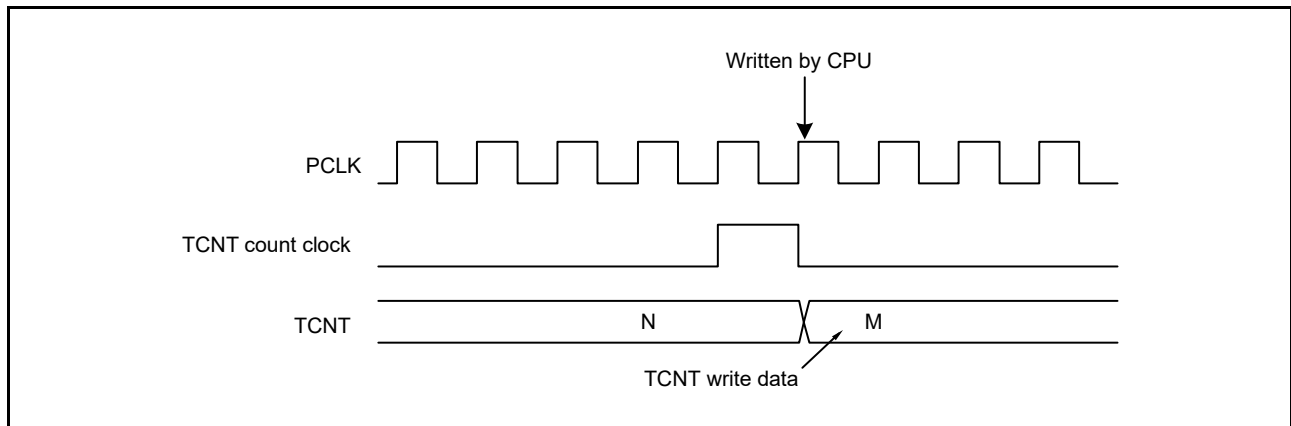 Written by CPU
PCLK
TCNT count clock
TCNT
N
M
TCNT write data